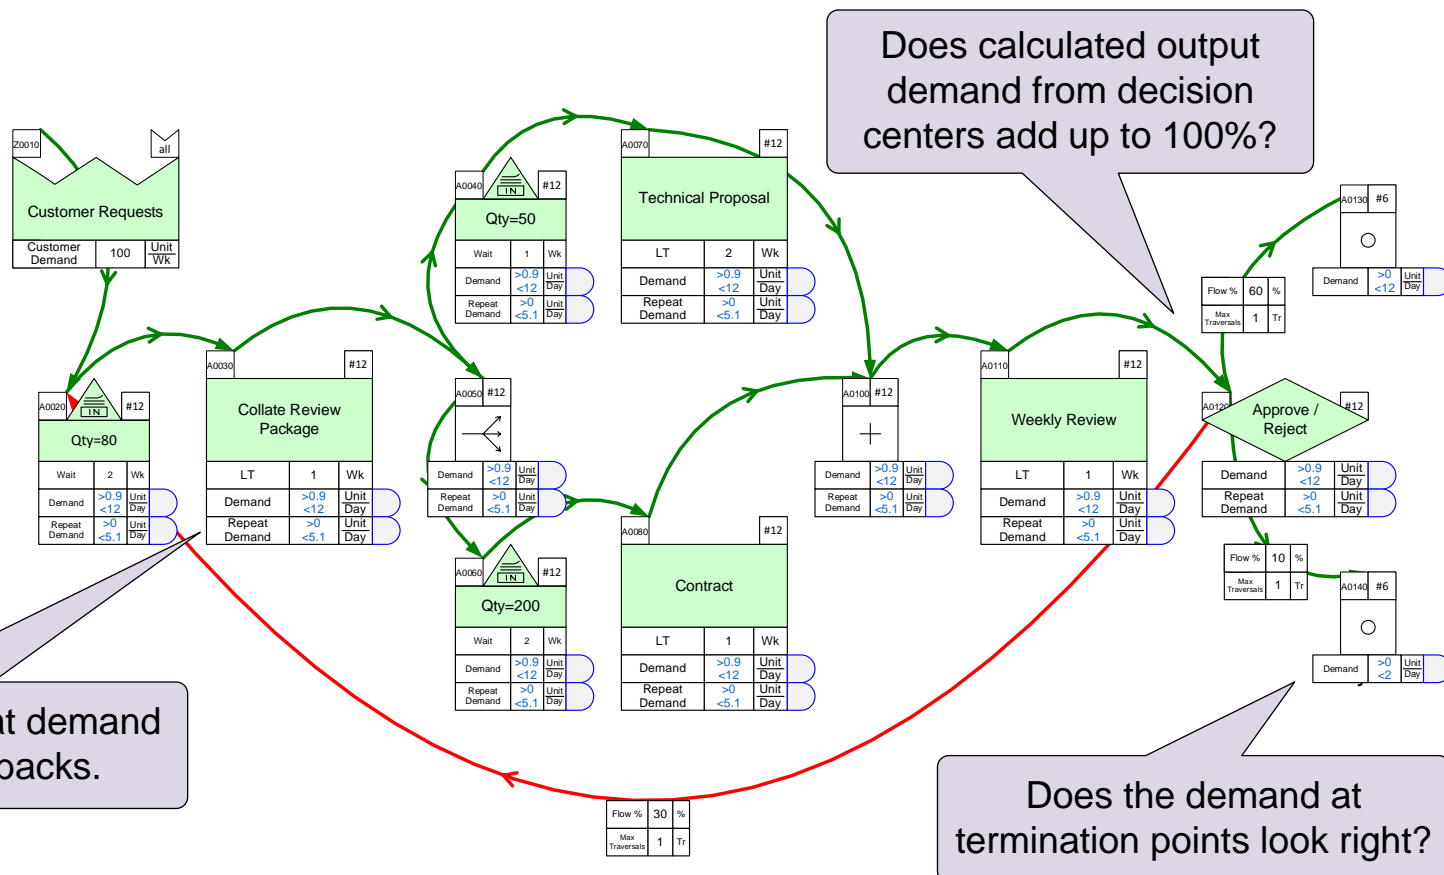 Does calculated output
demand from decision
centers add up to 100%?
Z0010
all
Customer Requests
Customer Demand 100 Unit Wk
A0040
IN
#12
Qty=50
Wait 1 Wk
Demand >0.9 <12 Unit Day
Repeat Demand >0 <5.1 Unit Day
A0070
#12
Technical Proposal
LT 2 Wk
Demand >0.9 <12 Unit Day
Repeat Demand >0 <5.1 Unit Day
A0130 #6
Demand >0 <12 Unit Day
Flow % 60 %
Max Traversals 1 Tr
A0020
IN
#12
Qty=80
Wait 2 Wk
Demand >0.9 <12 Unit Day
Repeat Demand >0 <5.1 Unit Day
A0030
#12
Collate Review
Package
LT 1 Wk
Demand >0.9 <12 Unit Day
Repeat Demand >0 <5.1 Unit Day
A0050 #12
Demand >0.9 <12 Unit Day
Repeat Demand >0 <5.1 Unit Day
A0100 #12
+
Demand >0.9 <12 Unit Day
Repeat Demand >0 <5.1 Unit Day
A0110
#12
Weekly Review
LT 1 Wk
Demand >0.9 <12 Unit Day
Repeat Demand >0 <5.1 Unit Day
A0120
#12
Approve /
Reject
Demand >0.9 <12 Unit Day
Repeat Demand >0 <5.1 Unit Day
A0060
IN
#12
Qty=200
Wait 2 Wk
Demand >0.9 <12 Unit Day
Repeat Demand >0 <5.1 Unit Day
A0080
#12
Contract
LT 1 Wk
Demand >0.9 <12 Unit Day
Repeat Demand >0 <5.1 Unit Day
Flow % 10 %
Max Traversals 1 Tr
A0140 #6
Demand >0 <2 Unit Day
at demand
backs.
Flow % 30 %
Max Traversals 1 Tr
Does the demand at
termination points look right?